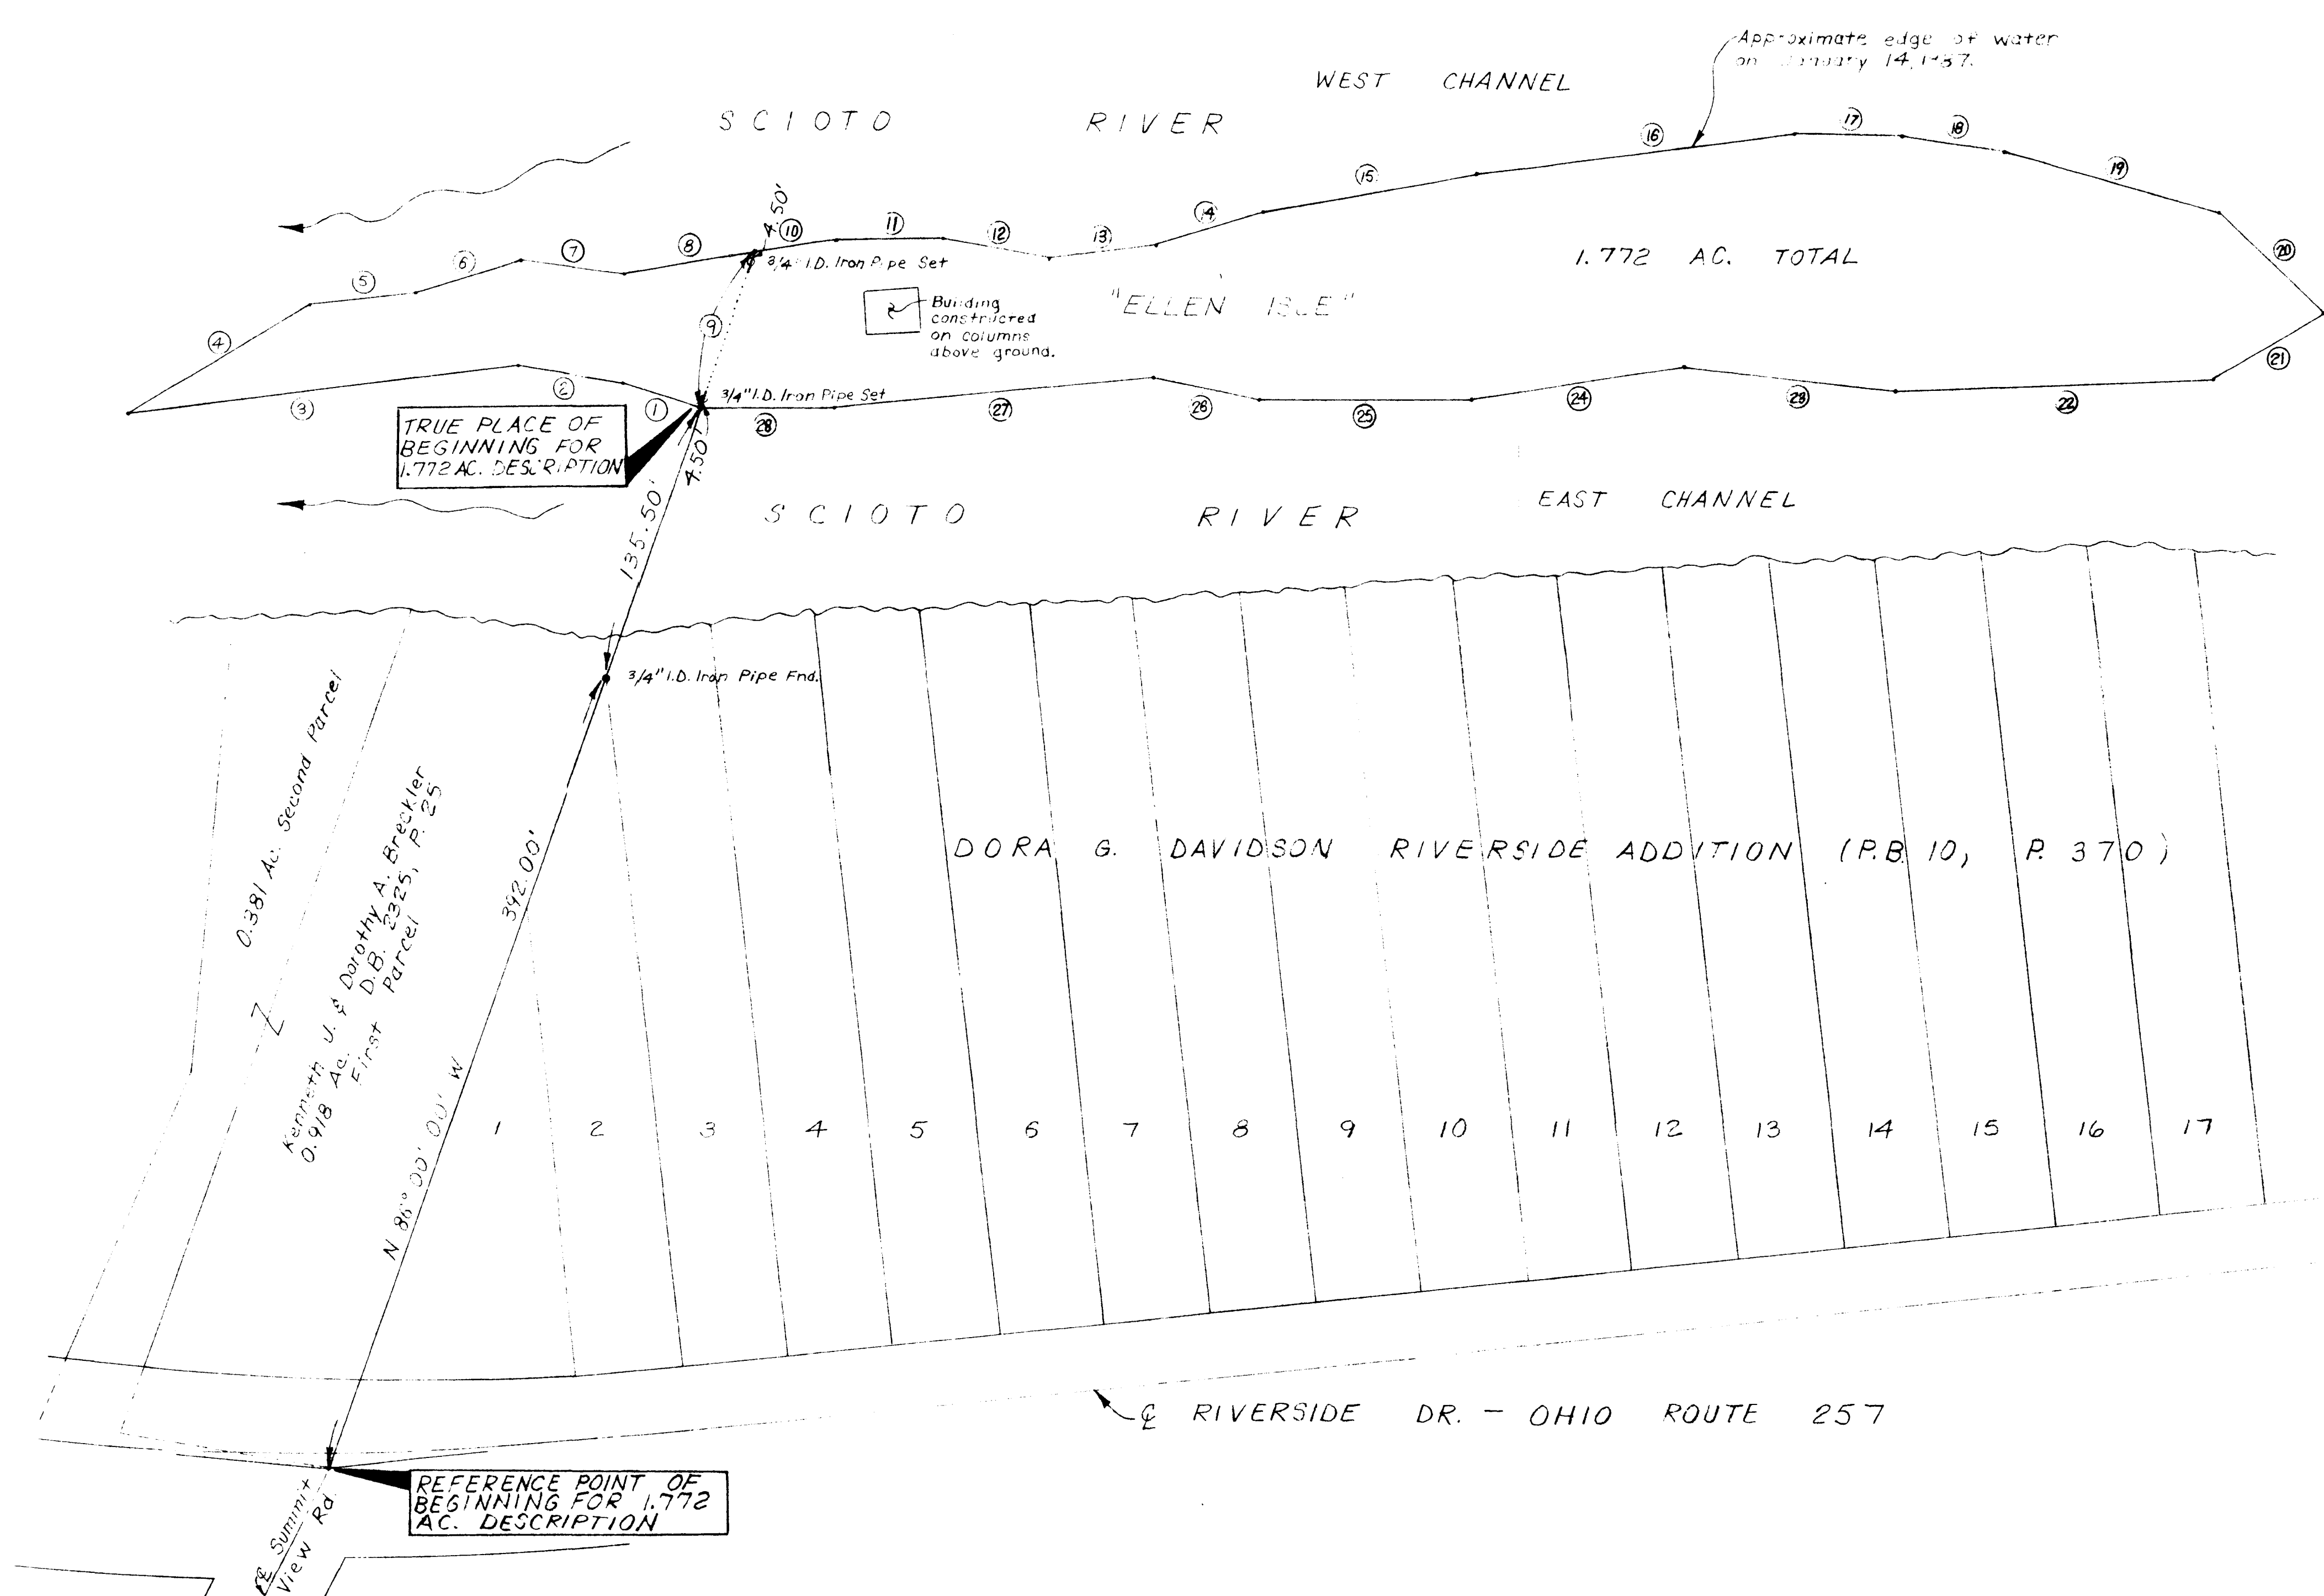 Approximate edge of water
on January 14, 1987.
WEST CHANNEL
SCIOTO RIVER
16
17
18
15
19
14
4.50'
10
11
12
13
8
7
6
5
20
3/4" I.D. Iron Pipe Set
1.772 AC. TOTAL
"ELLEN ISLE"
Building
constructed
on columns
above ground.
9
4
21
3
2
1
3/4" I.D. Iron Pipe Set
28
27
26
25
24
23
22
TRUE PLACE OF
BEGINNING FOR
1.772 AC. DESCRIPTION
4.50'
135.50'
SCIOTO RIVER
EAST CHANNEL
3/4" I.D. Iron Pipe Fnd.
0.381 Ac. Second Parcel
Kenneth J. & Dorothy A. Breckler
0.918 Ac. D.B. 2325, P. 25
First Parcel
392.00'
N 86° 00' 00" W
DORA G. DAVIDSON RIVERSIDE ADDITION (P.B. 10, P. 370)
1 2 3 4 5 6 7 8 9 10 11 12 13 14 15 16 17
℄ RIVERSIDE DR. - OHIO ROUTE 257
REFERENCE POINT OF
BEGINNING FOR 1.772
AC. DESCRIPTION
℄ Summit
View Rd.